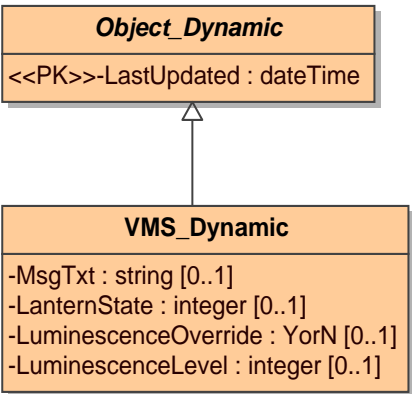 Object_Dynamic
<<PK>>-LastUpdated : dateTime
VMS_Dynamic
-MsgTxt : string [0..1]
-LanternState : integer [0..1]
-LuminescenceOverride : YorN [0..1]
-LuminescenceLevel : integer [0..1]